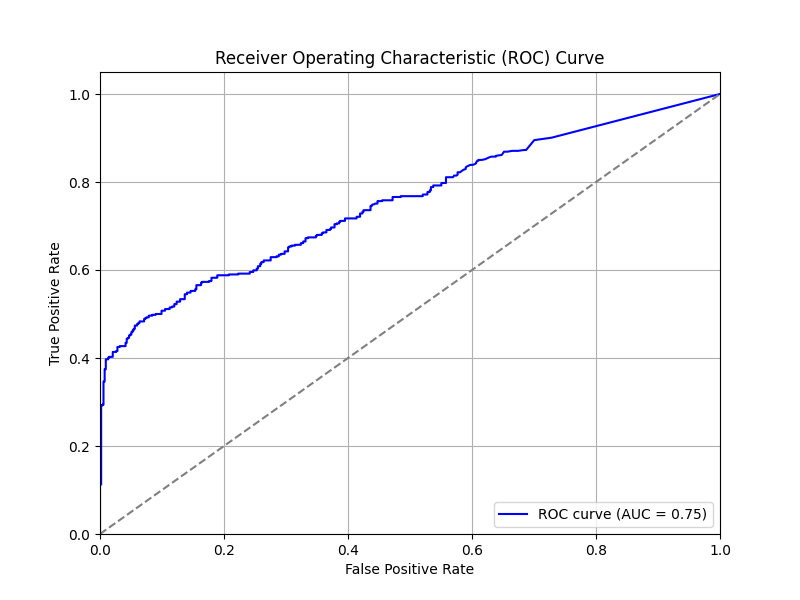 Receiver Operating Characteristic (ROC) Curve
1.0
0.8
0.6
0.4
0.2
0.0
True Positive Rate
ROC curve (AUC = 0.75)
0.0 0.2 0.4 0.6 0.8 1.0
False Positive Rate